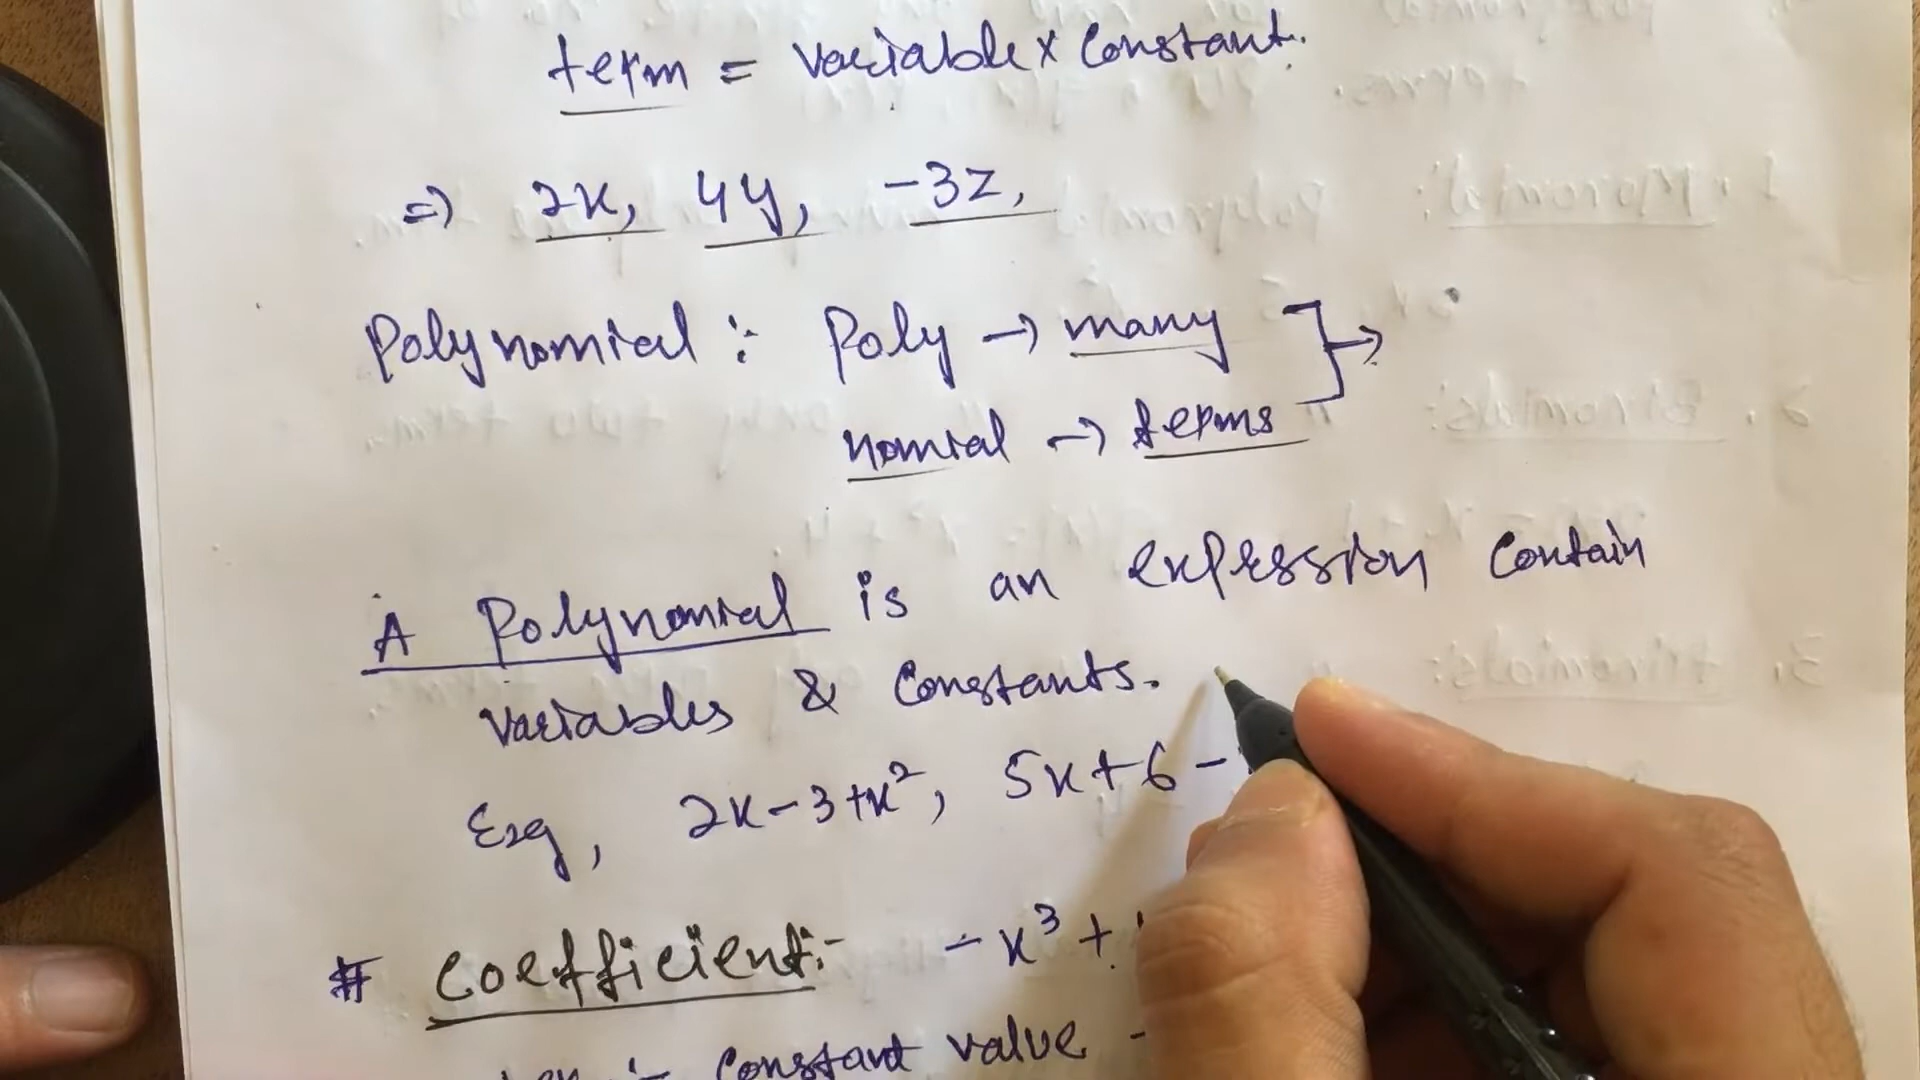 term = variable x constant.
=> 2x, 4y, -3z,
Polynomial : Poly → many
nomial → terms
A Polynomial is an expression contain
variables & constants.
Eg, 2x-3+x², 5x+6-
# coefficient:- -x³+
constant value